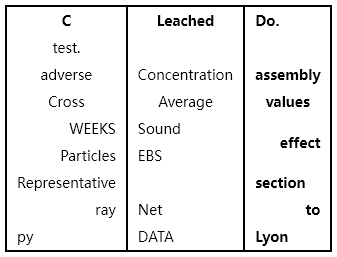 C Leached Do.
test.
adverse Concentration assembly
Cross Average values
WEEKS Sound
effect
Particles EBS
Representative section
ray Net to
py DATA Lyon